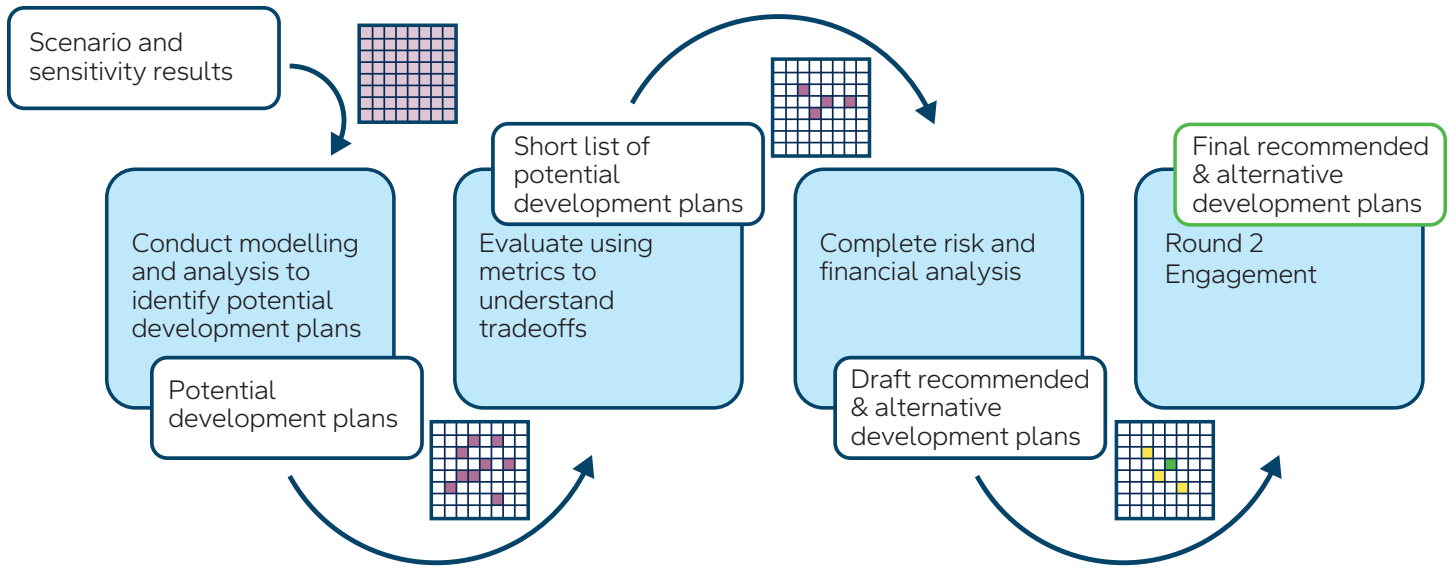 Scenario and
sensitivity results
Conduct modelling
and analysis to
identify potential
development plans
Potential
development plans
Short list of
potential
development plans
Evaluate using
metrics to
understand
tradeoffs
Complete risk and
financial analysis
Draft recommended
& alternative
development plans
Final recommended
& alternative
development plans
Round 2
Engagement